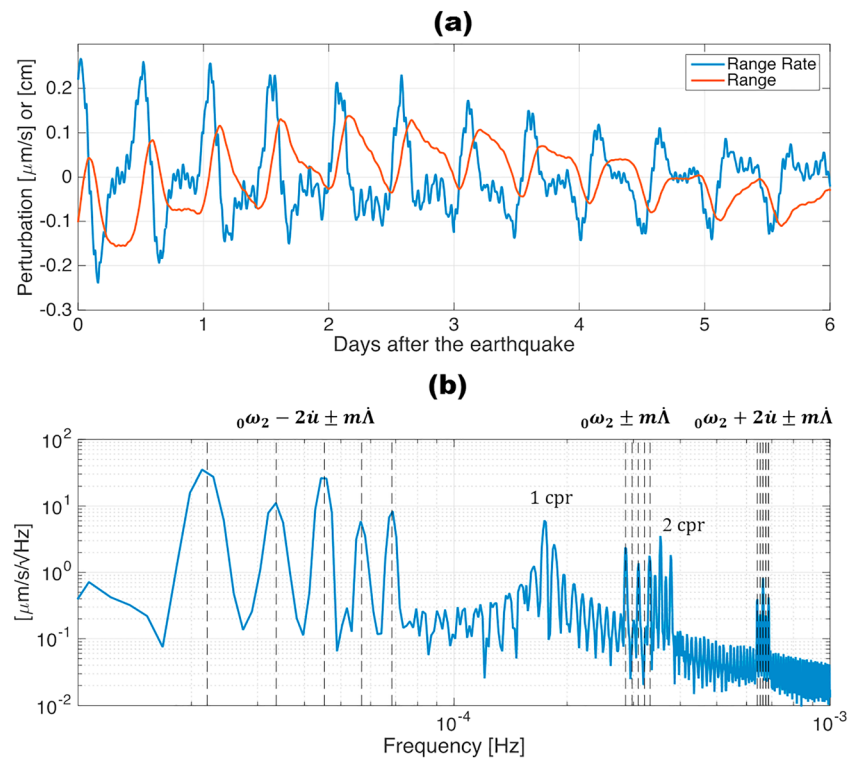 (a)
Range Rate
Range
0.2
0.1
0
-0.1
-0.2
-0.3
Perturbation [μm/s] or [cm]
0 1 2 3 4 5 6
Days after the earthquake
(b)
₀ω₂ − 2u̇ ± mΛ̇ ₀ω₂ ± mΛ̇ ₀ω₂ + 2u̇ ± mΛ̇
10² 
10¹
10⁰
10⁻¹
10⁻²
[μm/s/√Hz]
1 cpr
2 cpr
10⁻⁴ 10⁻³
Frequency [Hz]